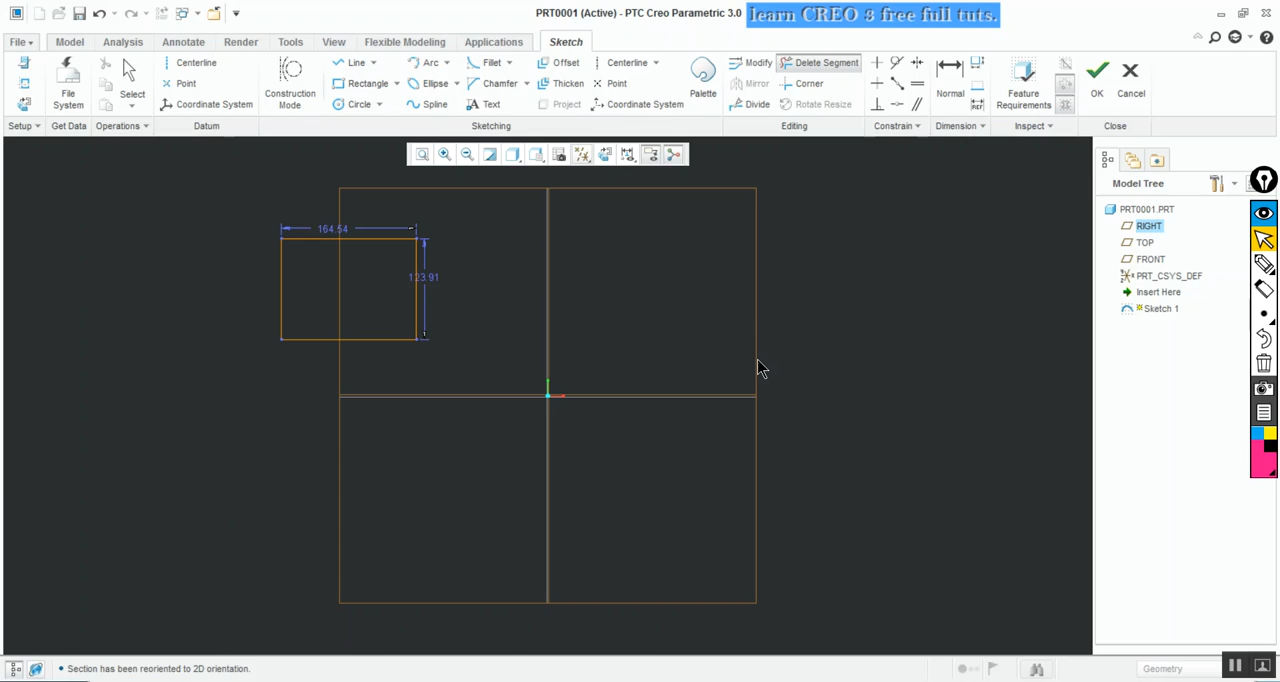 PRT0001 (Active) - PTC Creo Parametric 3.0
learn CREO 3 free full tuts.
File Model Analysis Annotate Render Tools View Flexible Modeling Applications Sketch
Centerline Line Arc Fillet Offset Centerline Modify Delete Segment
Point Rectangle Ellipse Chamfer Thicken Point Mirror Corner
Coordinate System Circle Spline Text Project Coordinate System Divide Rotate Resize
File System Select Construction Mode Palette Normal Feature Requirements OK Cancel
Setup Get Data Operations Datum Sketching Editing Constrain Dimension Inspect Close
Model Tree
PRT0001.PRT
RIGHT
TOP
FRONT
PRT_CSYS_DEF
Insert Here
Sketch 1
164.54
123.91
Section has been reoriented to 2D orientation.
Geometry